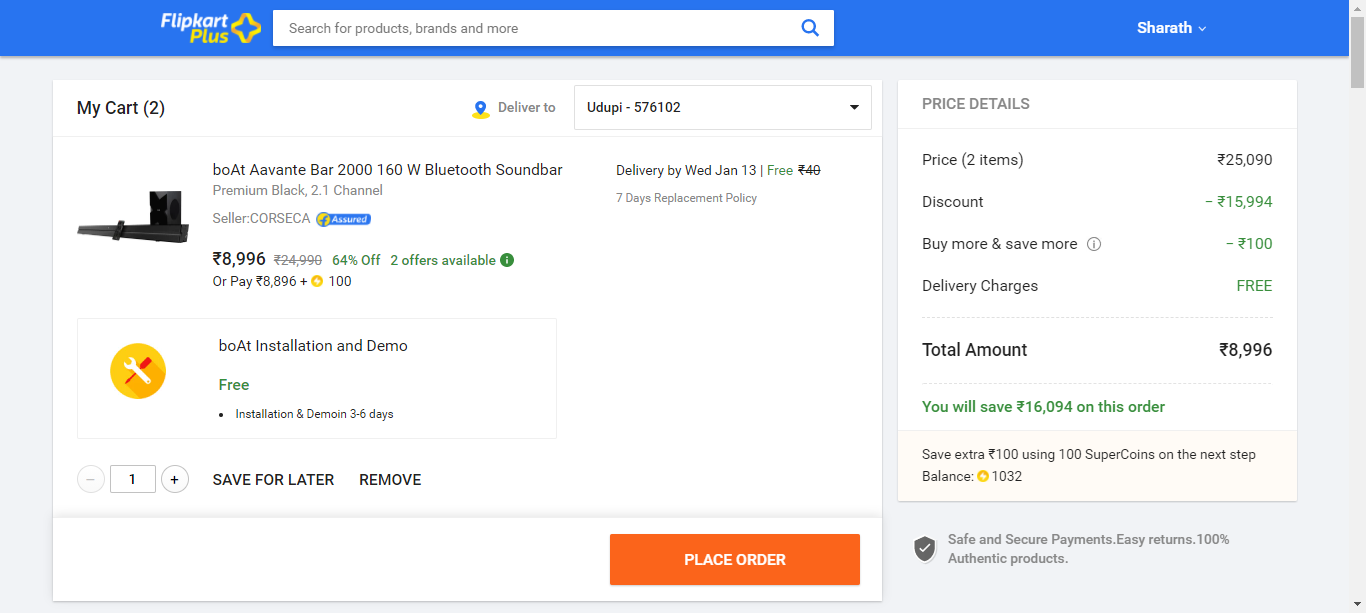 Flipkart
Plus
Search for products, brands and more
Sharath
My Cart (2)
Deliver to
Udupi - 576102
boAt Aavante Bar 2000 160 W Bluetooth Soundbar
Premium Black, 2.1 Channel
Seller:CORSECA
f Assured
₹8,996 ₹24,990 64% Off 2 offers available
Or Pay ₹8,896 + 100
Delivery by Wed Jan 13 | Free ₹40
7 Days Replacement Policy
boAt Installation and Demo
Free
• Installation & Demoin 3-6 days
− 1 +
SAVE FOR LATER
REMOVE
PLACE ORDER
PRICE DETAILS
Price (2 items) ₹25,090
Discount − ₹15,994
Buy more & save more − ₹100
Delivery Charges FREE
Total Amount ₹8,996
You will save ₹16,094 on this order
Save extra ₹100 using 100 SuperCoins on the next step
Balance: 1032
Safe and Secure Payments.Easy returns.100%
Authentic products.